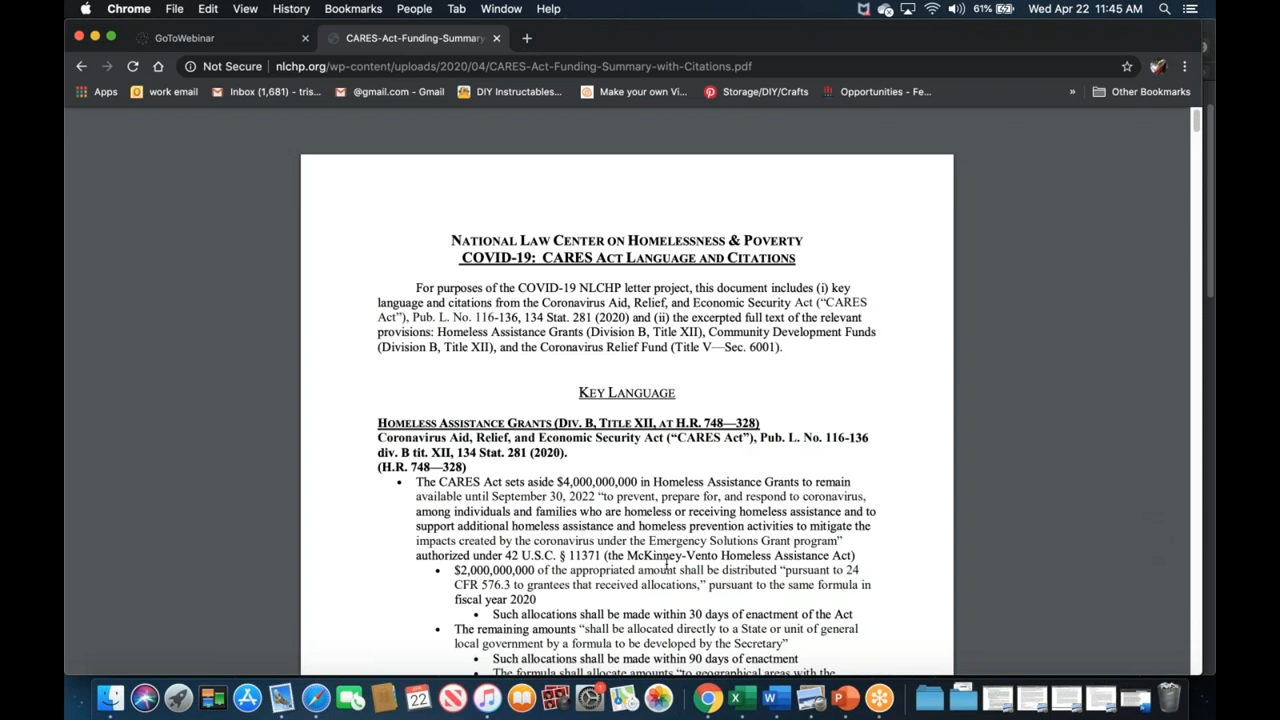 Chrome File Edit View History Bookmarks People Tab Window Help 61% Wed Apr 22 11:45 AM
GoToWebinar CARES-Act-Funding-Summary
Not Secure nlchp.org/wp-content/uploads/2020/04/CARES-Act-Funding-Summary-with-Citations.pdf
Apps work email Inbox (1,681) - tris... @gmail.com - Gmail DIY Instructables... Make your own Vi... Storage/DIY/Crafts Opportunities - Fe... » Other Bookmarks
NATIONAL LAW CENTER ON HOMELESSNESS & POVERTY
COVID-19: CARES ACT LANGUAGE AND CITATIONS
For purposes of the COVID-19 NLCHP letter project, this document includes (i) key
language and citations from the Coronavirus Aid, Relief, and Economic Security Act (“CARES
Act”), Pub. L. No. 116-136, 134 Stat. 281 (2020) and (ii) the excerpted full text of the relevant
provisions: Homeless Assistance Grants (Division B, Title XII), Community Development Funds
(Division B, Title XII), and the Coronavirus Relief Fund (Title V—Sec. 6001).
KEY LANGUAGE
HOMELESS ASSISTANCE GRANTS (DIV. B, TITLE XII, AT H.R. 748—328)
Coronavirus Aid, Relief, and Economic Security Act (“CARES Act”), Pub. L. No. 116-136
div. B tit. XII, 134 Stat. 281 (2020).
(H.R. 748—328)
• The CARES Act sets aside $4,000,000,000 in Homeless Assistance Grants to remain
available until September 30, 2022 “to prevent, prepare for, and respond to coronavirus,
among individuals and families who are homeless or receiving homeless assistance and to
support additional homeless assistance and homeless prevention activities to mitigate the
impacts created by the coronavirus under the Emergency Solutions Grant program”
authorized under 42 U.S.C. § 11371 (the McKinney-Vento Homeless Assistance Act)
• $2,000,000,000 of the appropriated amount shall be distributed “pursuant to 24
CFR 576.3 to grantees that received allocations,” pursuant to the same formula in
fiscal year 2020
• Such allocations shall be made within 30 days of enactment of the Act
• The remaining amounts “shall be allocated directly to a State or unit of general
local government by a formula to be developed by the Secretary”
• Such allocations shall be made within 90 days of enactment
• The formula shall allocate amounts “to geographical areas with the
22